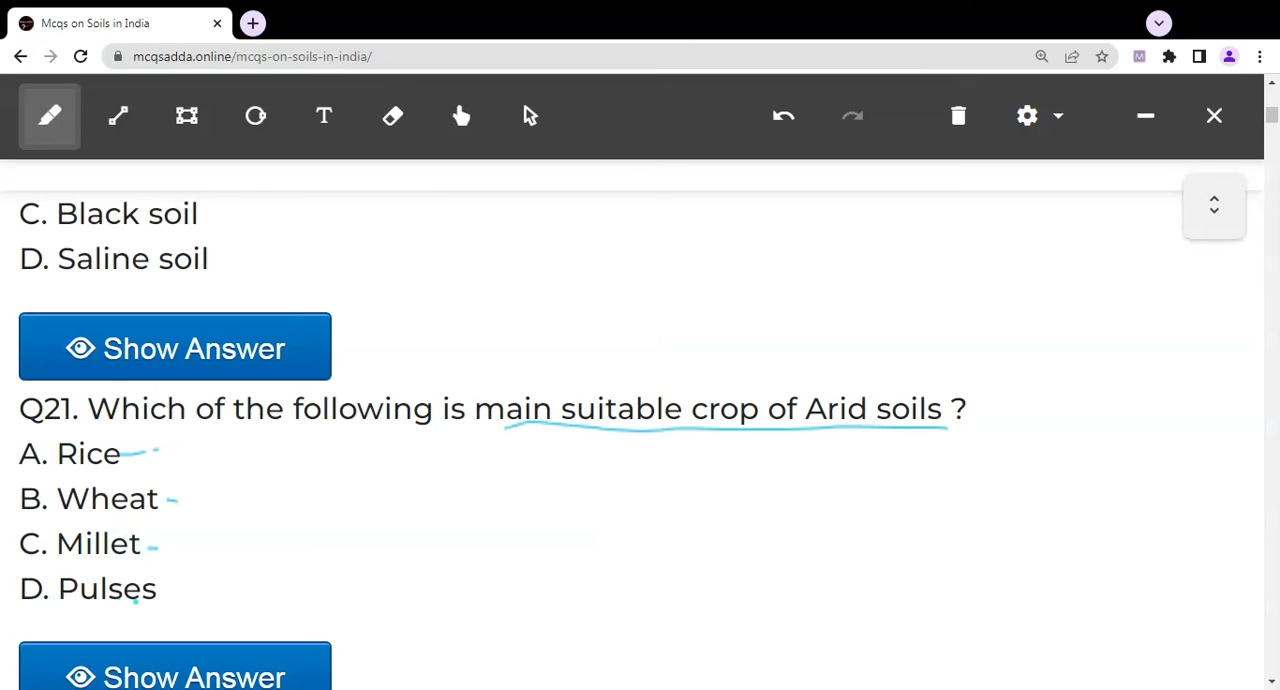 Mcqs on Soils in India
mcqsadda.online/mcqs-on-soils-in-india/
T
C. Black soil
D. Saline soil
Show Answer
Q21. Which of the following is main suitable crop of Arid soils ?
A. Rice
B. Wheat
C. Millet
D. Pulses
Show Answer